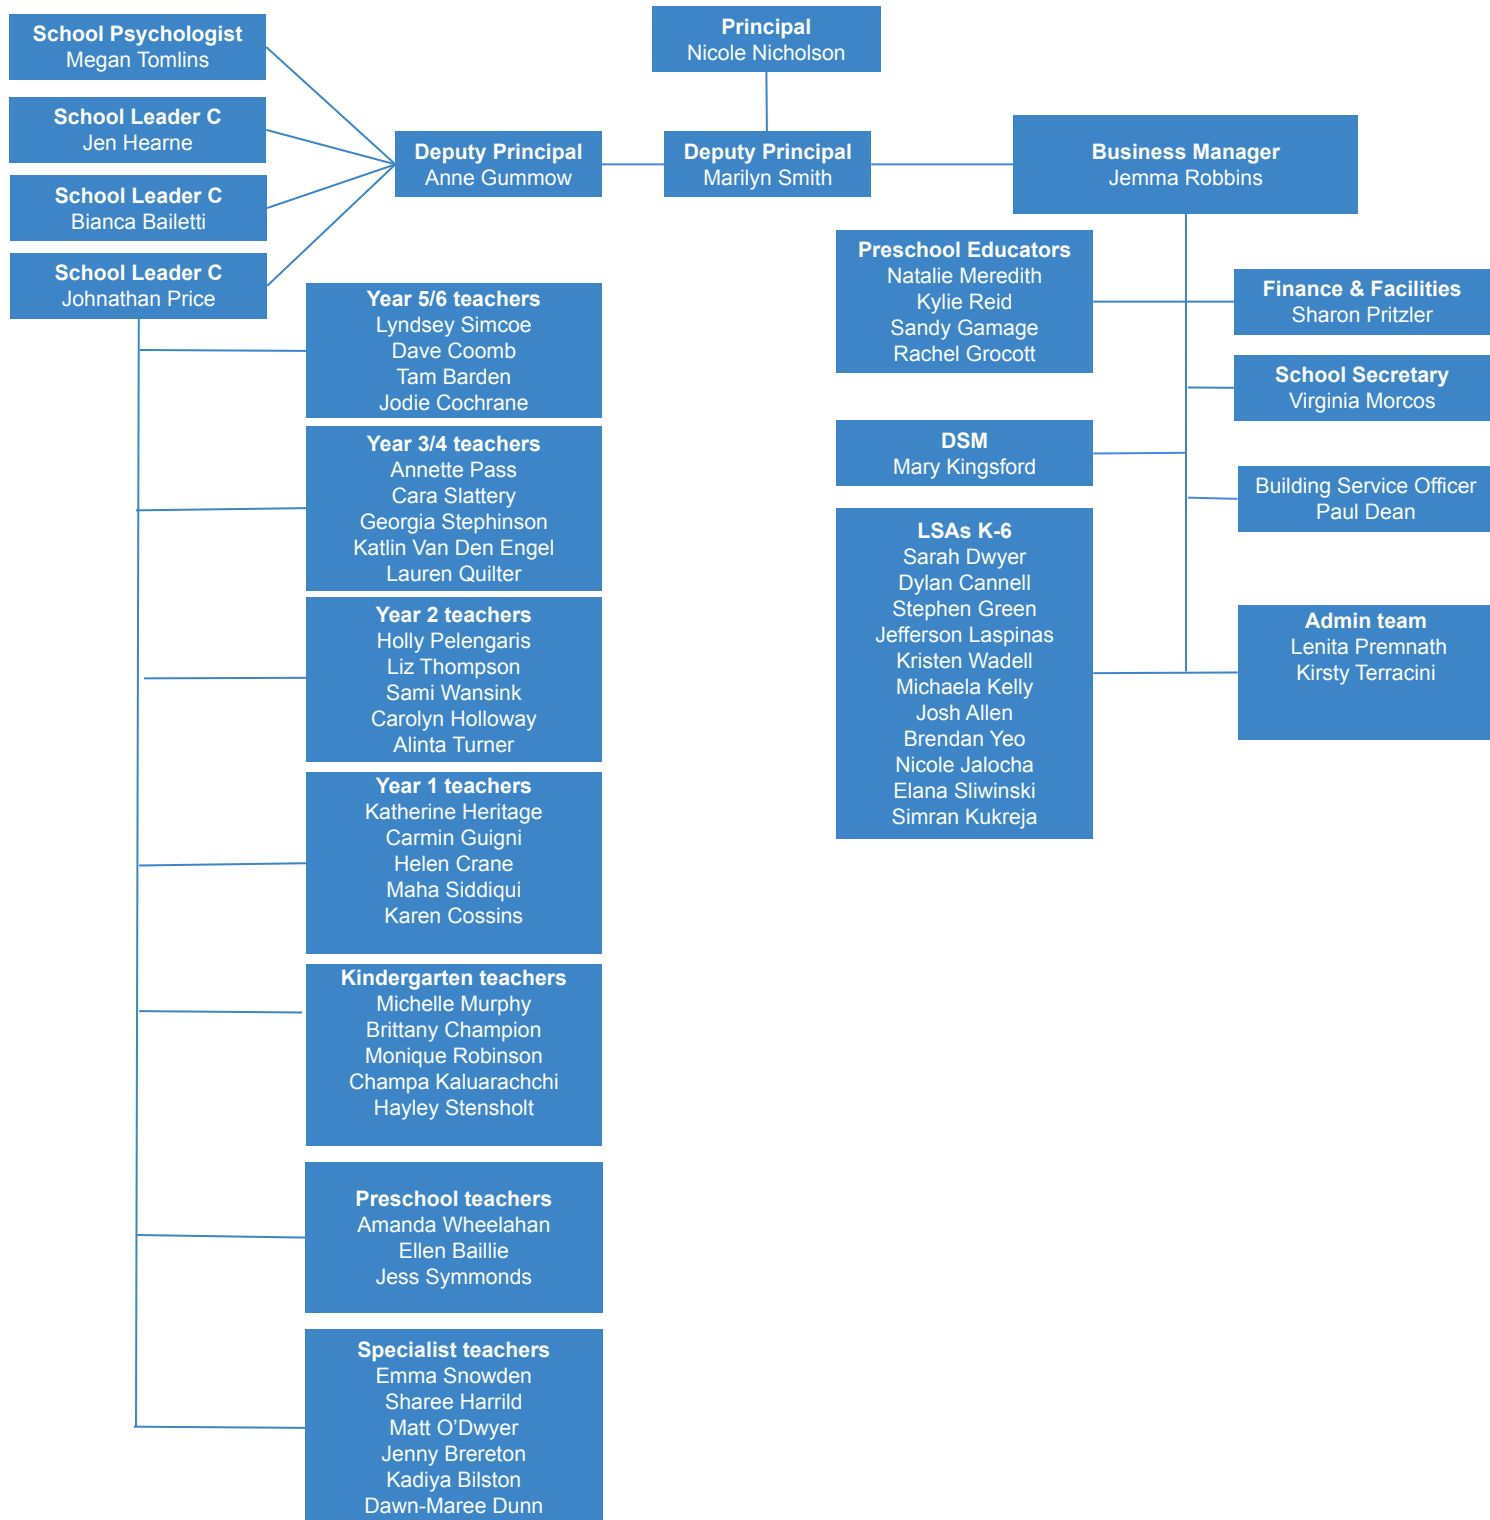 School Psychologist
Megan Tomlins
School Leader C
Jen Hearne
School Leader C
Bianca Bailetti
School Leader C
Johnathan Price
Principal
Nicole Nicholson
Deputy Principal
Anne Gummow
Deputy Principal
Marilyn Smith
Business Manager
Jemma Robbins
Year 5/6 teachers
Lyndsey Simcoe
Dave Coomb
Tam Barden
Jodie Cochrane
Year 3/4 teachers
Annette Pass
Cara Slattery
Georgia Stephinson
Katlin Van Den Engel
Lauren Quilter
Year 2 teachers
Holly Pelengaris
Liz Thompson
Sami Wansink
Carolyn Holloway
Alinta Turner
Year 1 teachers
Katherine Heritage
Carmin Guigni
Helen Crane
Maha Siddiqui
Karen Cossins
Kindergarten teachers
Michelle Murphy
Brittany Champion
Monique Robinson
Champa Kaluarachchi
Hayley Stensholt
Preschool teachers
Amanda Wheelahan
Ellen Baillie
Jess Symmonds
Specialist teachers
Emma Snowden
Sharee Harrild
Matt O’Dwyer
Jenny Brereton
Kadiya Bilston
Dawn-Maree Dunn
Preschool Educators
Natalie Meredith
Kylie Reid
Sandy Gamage
Rachel Grocott
DSM
Mary Kingsford
LSAs K-6
Sarah Dwyer
Dylan Cannell
Stephen Green
Jefferson Laspinas
Kristen Wadell
Michaela Kelly
Josh Allen
Brendan Yeo
Nicole Jalocha
Elana Sliwinski
Simran Kukreja
Finance & Facilities
Sharon Pritzler
School Secretary
Virginia Morcos
Building Service Officer
Paul Dean
Admin team
Lenita Premnath
Kirsty Terracini